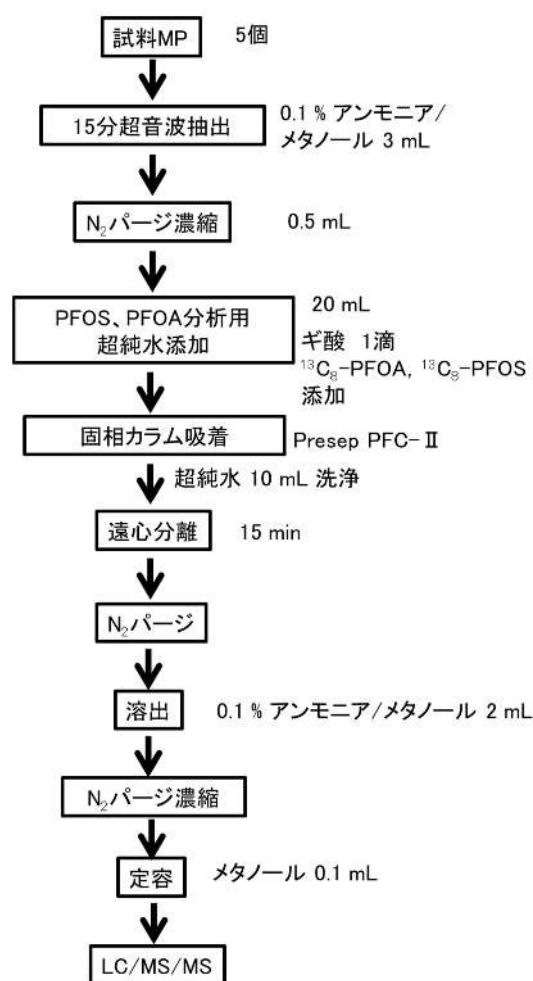 試料MP 5個
15分超音波抽出 0.1 % アンモニア/
メタノール 3 mL
N₂パージ濃縮 0.5 mL
20 mL
PFOS、PFOA分析用
超純水添加
ギ酸 1滴
¹³C₈-PFOA, ¹³C₈-PFOS
添加
固相カラム吸着 Presep PFC-Ⅱ
超純水 10 mL 洗浄
遠心分離 15 min
N₂パージ
溶出 0.1 % アンモニア/メタノール 2 mL
N₂パージ濃縮
定容 メタノール 0.1 mL
LC/MS/MS